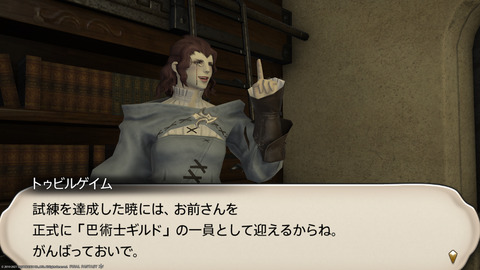 トゥビルゲイム
試練を達成した暁には、お前さんを
正式に「巴術士ギルド」の一員として迎えるからね。
がんばっておいで。